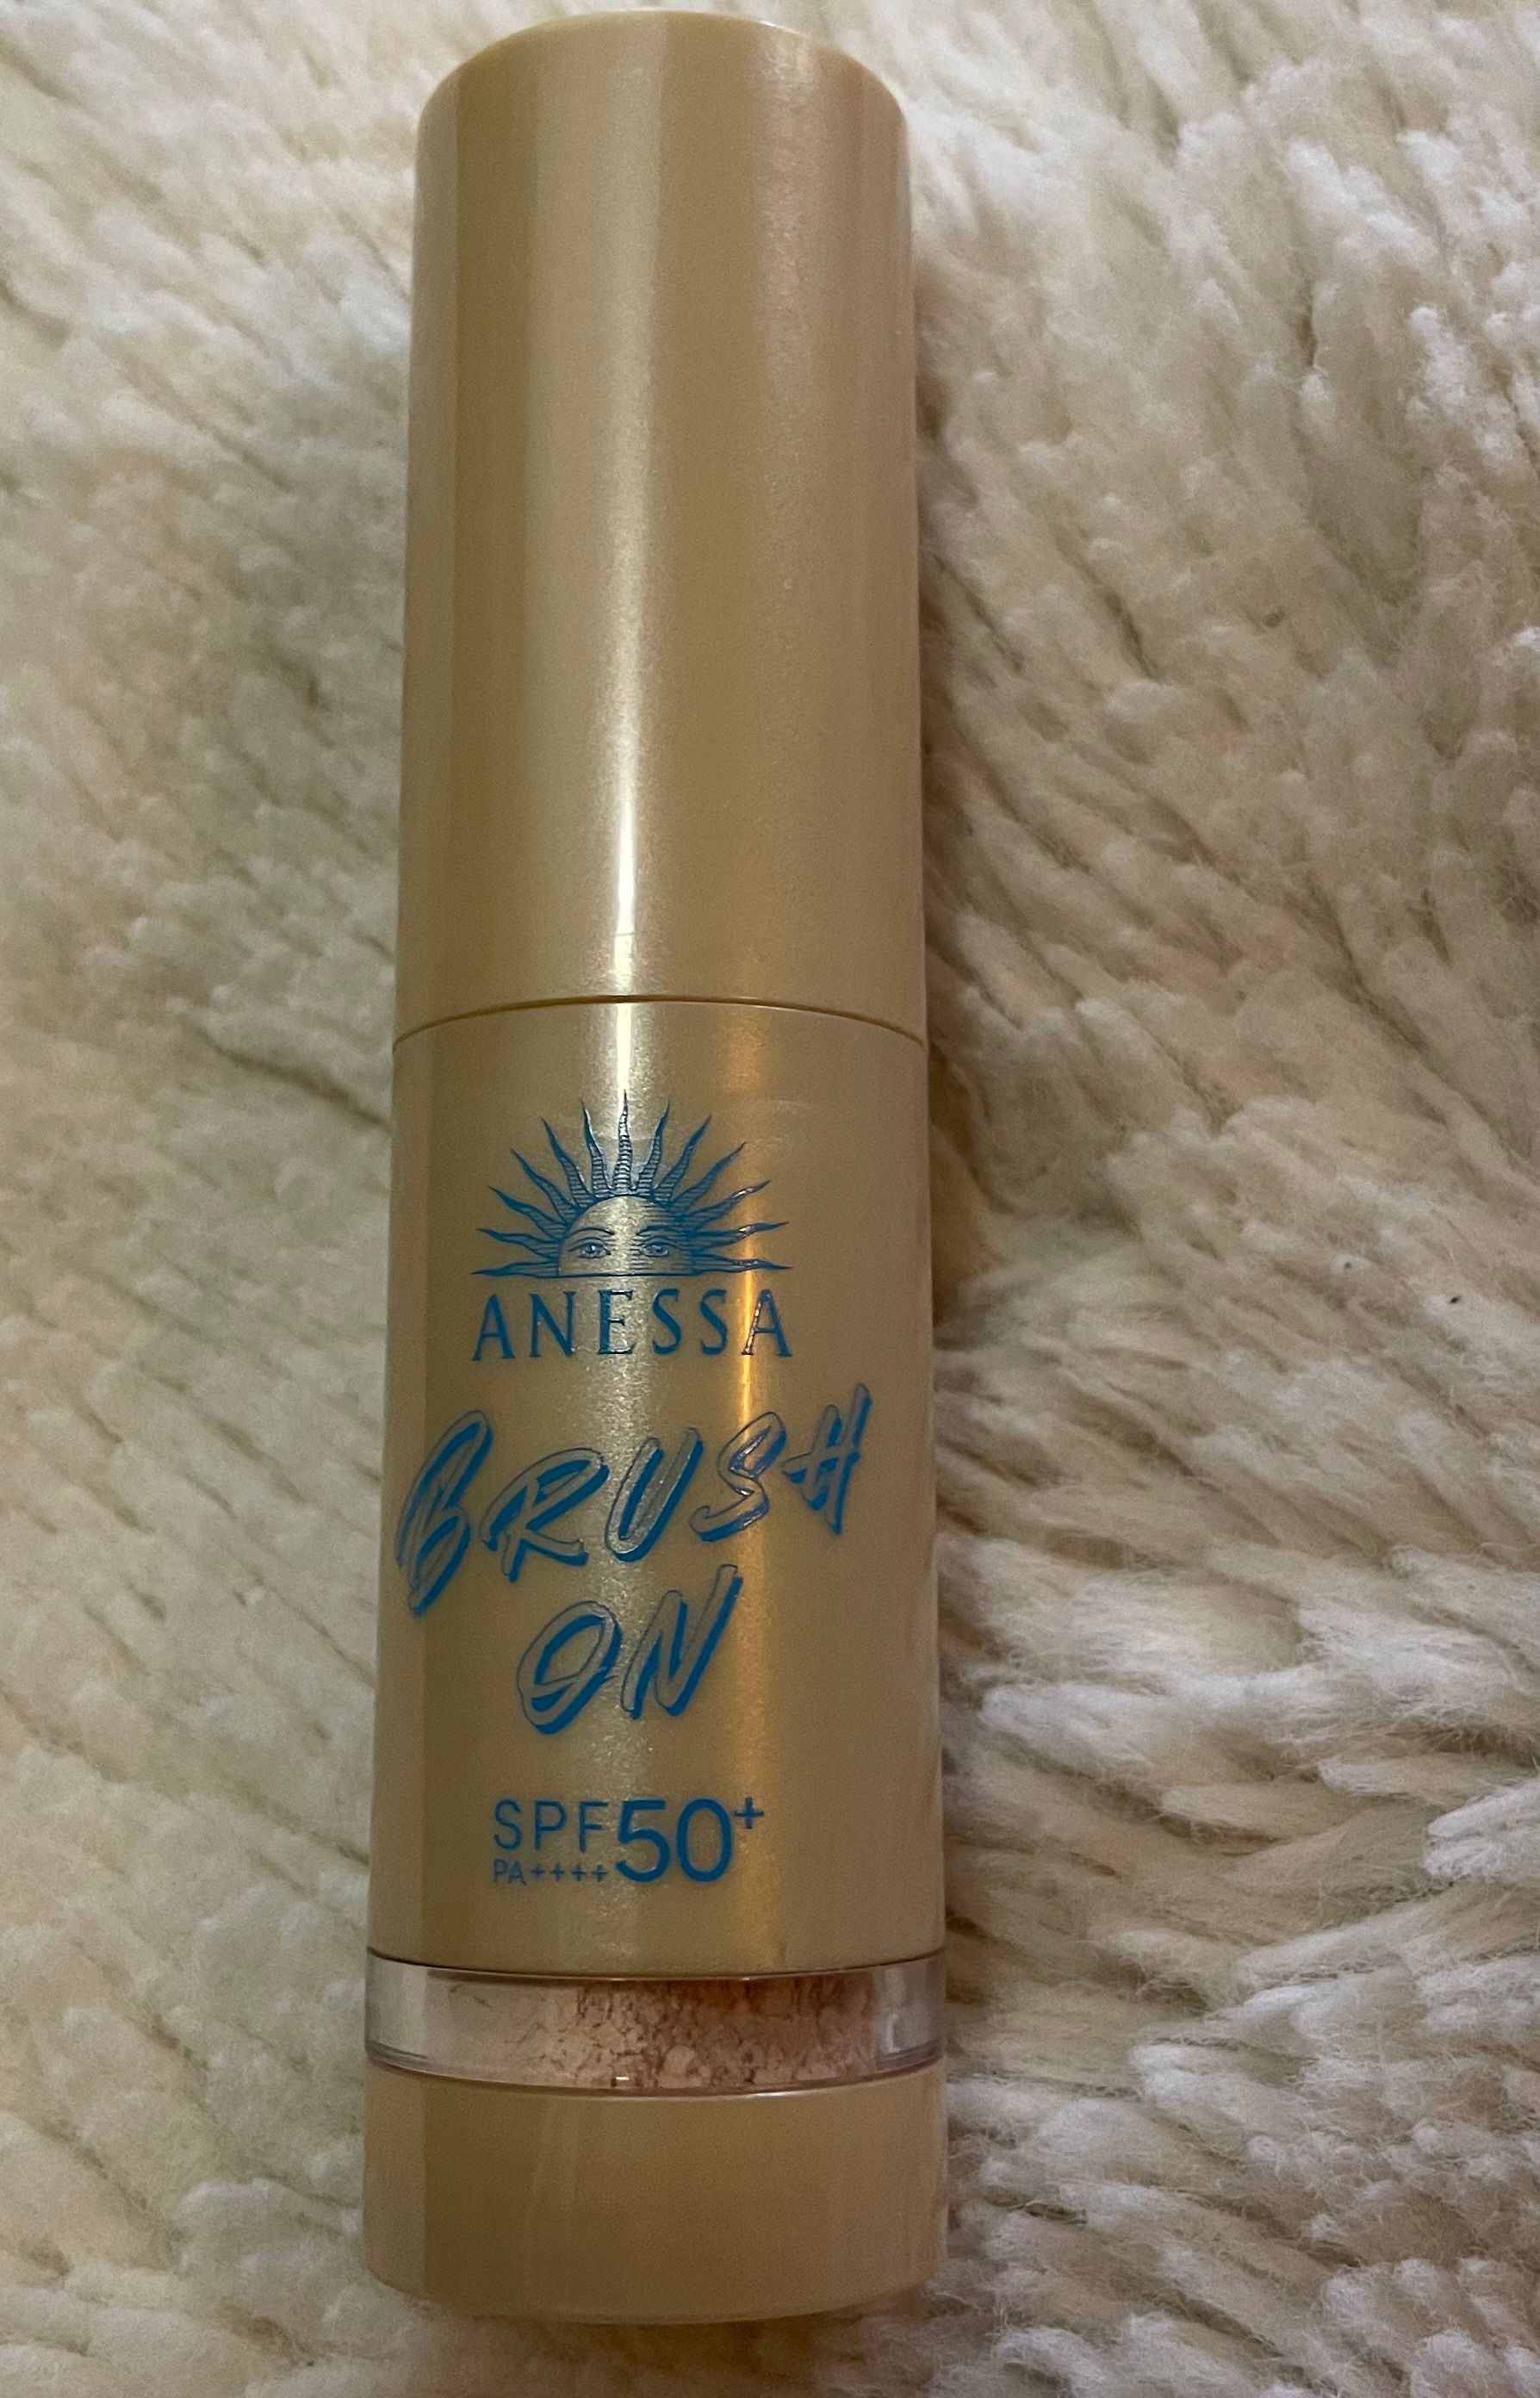 ANESSA
BRUSH
ON
SPF50+
PA++++